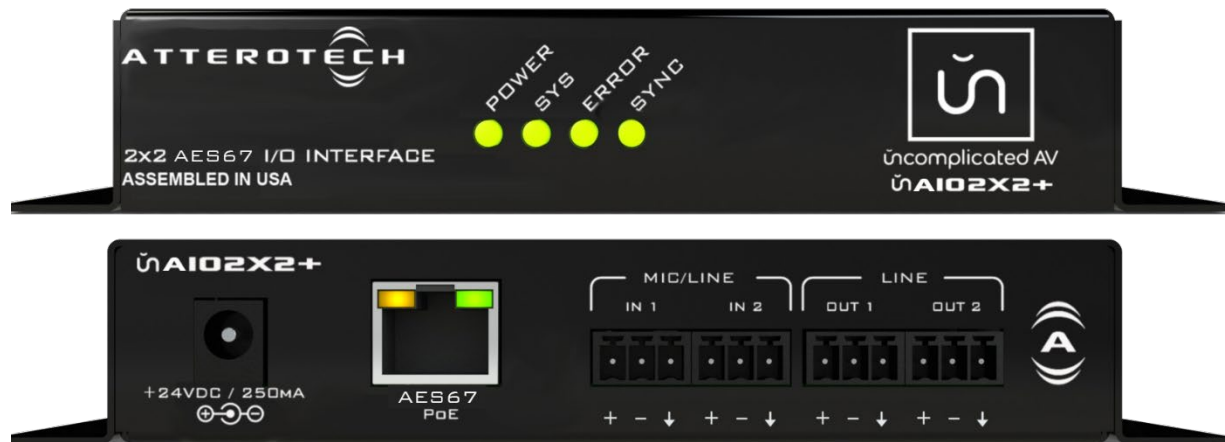 ATTEROTECH
POWER
SYS
ERROR
SYNC
ŭn
2x2 AES67 I/O INTERFACE
ASSEMBLED IN USA
ŭncomplicated AV
ŭnAIO2X2+
ŭnAIO2X2+
MIC/LINE
LINE
IN 1
IN 2
OUT 1
OUT 2
A
+24VDC / 250mA
AES67
PoE
+ - ↓ + - ↓ + - ↓ + - ↓